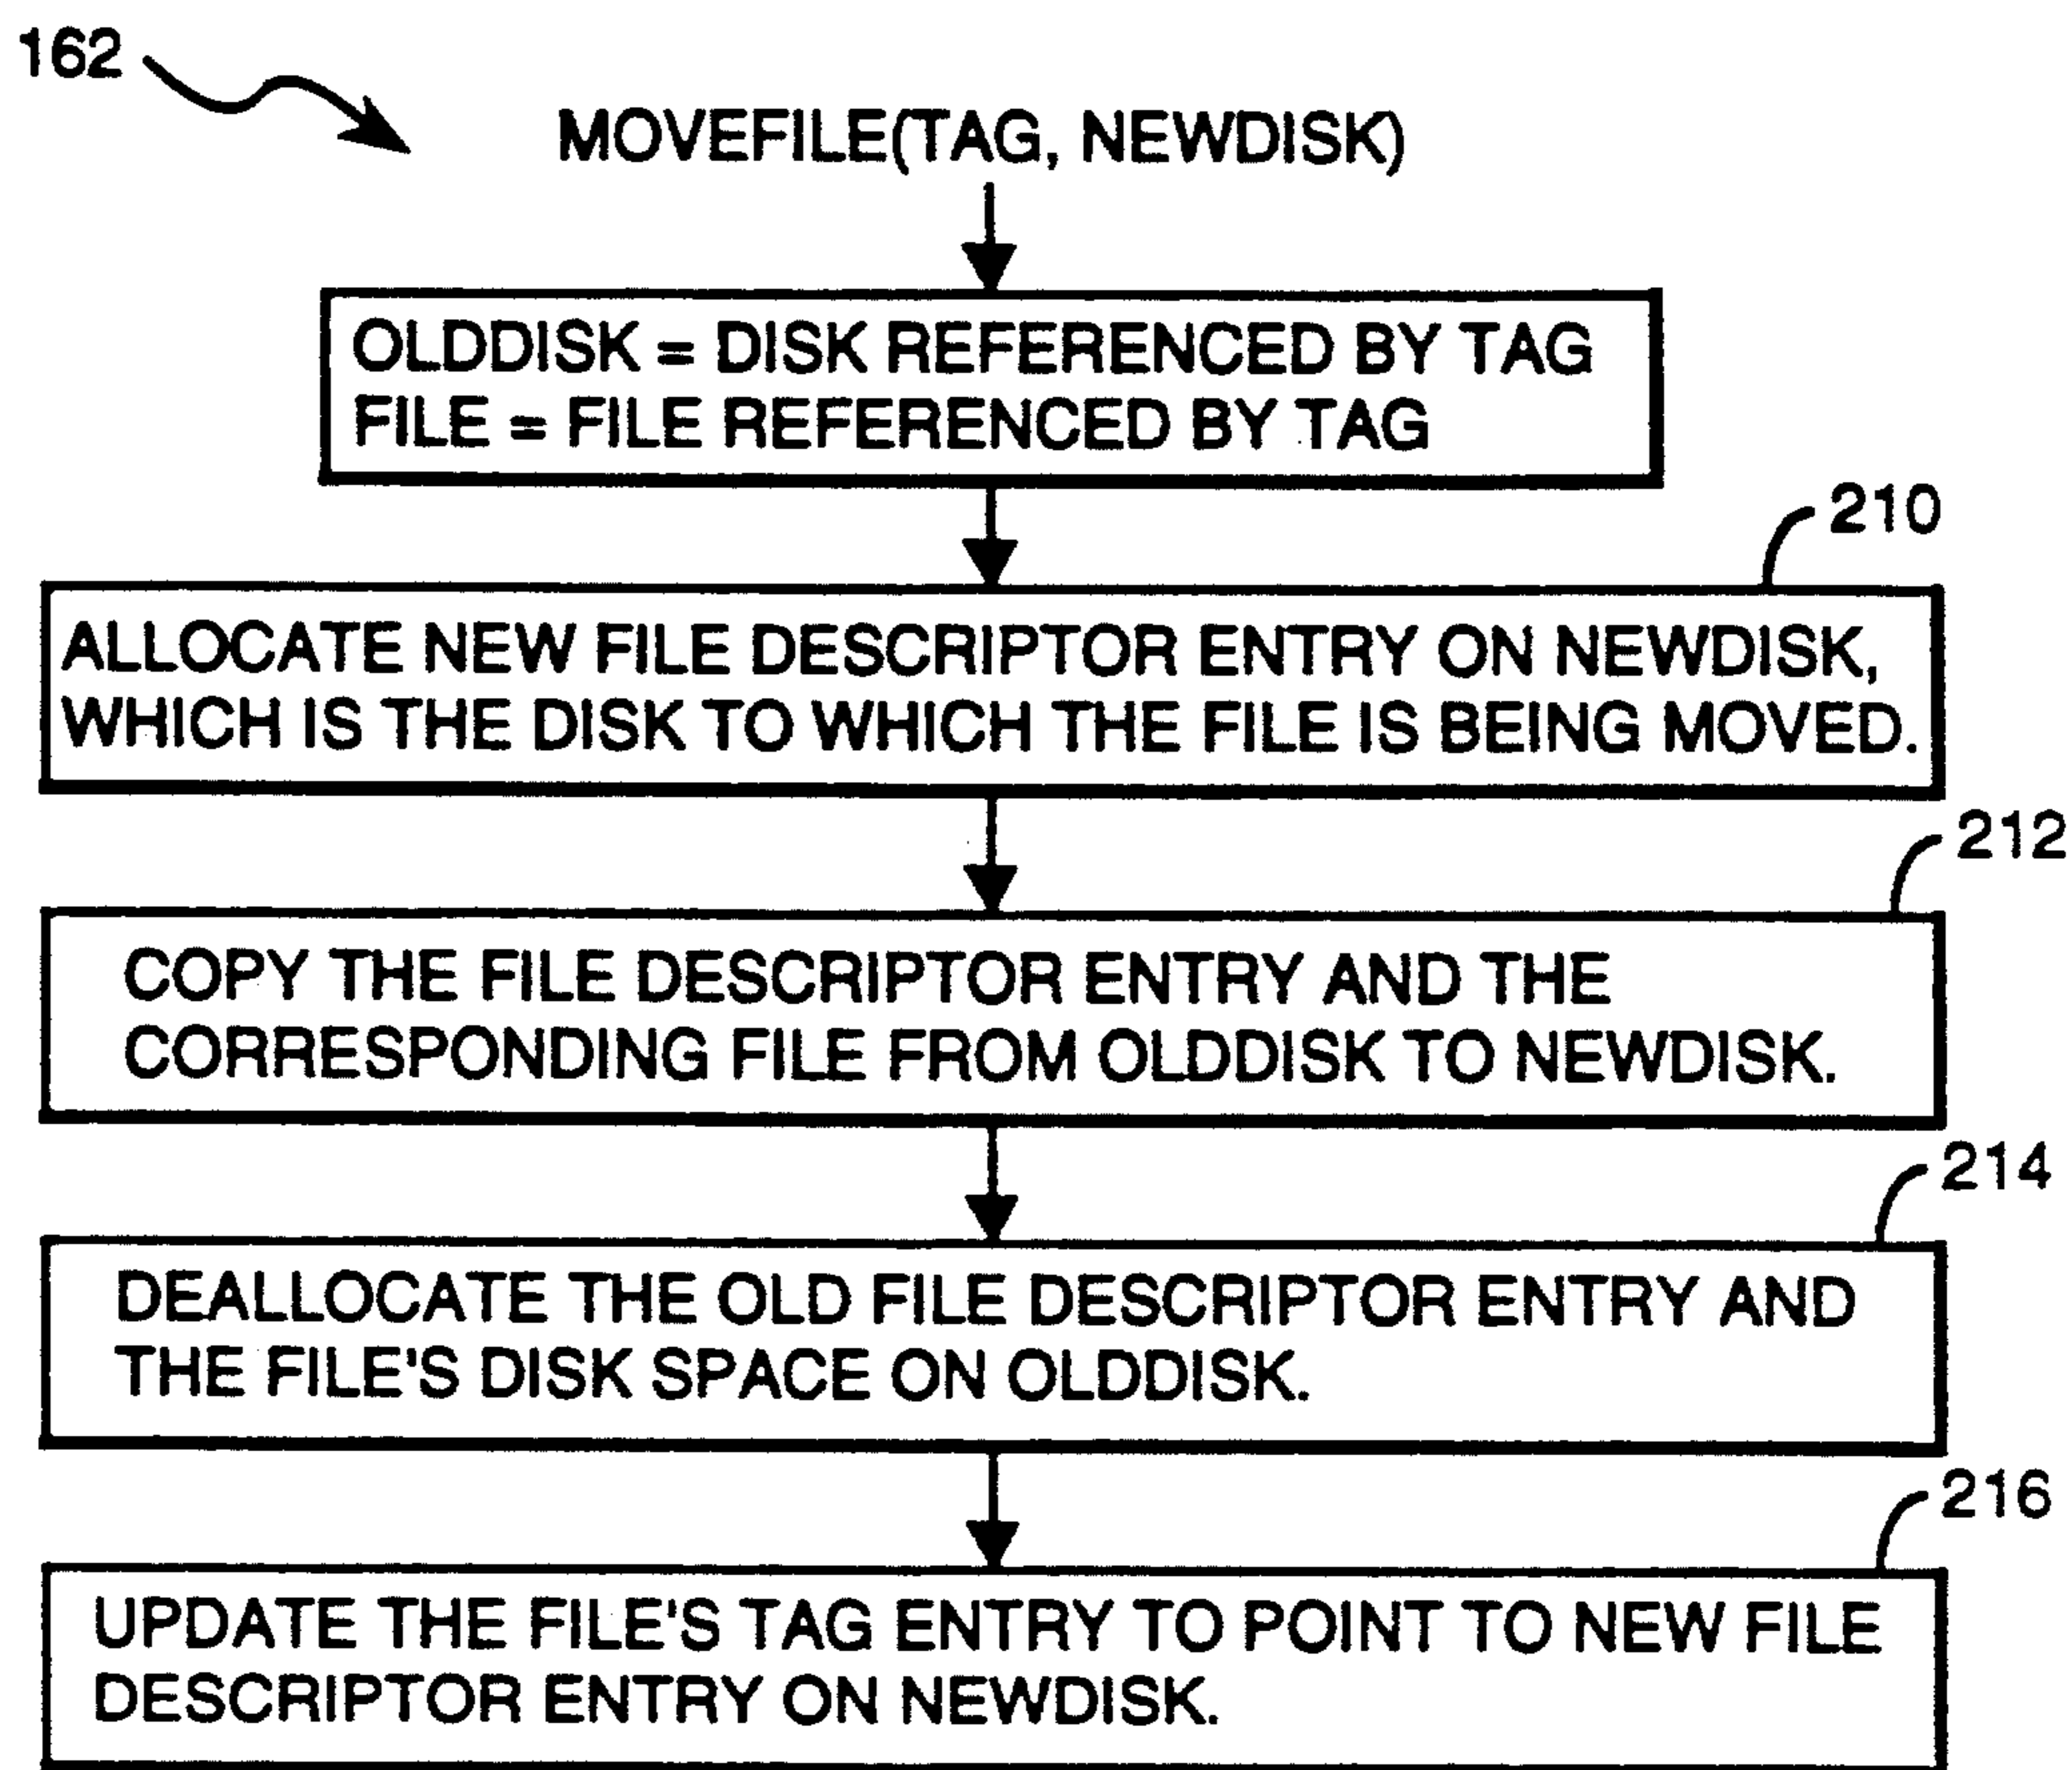 162
MOVEFILE(TAG, NEWDISK)
OLDDISK = DISK REFERENCED BY TAG
FILE = FILE REFERENCED BY TAG
210
ALLOCATE NEW FILE DESCRIPTOR ENTRY ON NEWDISK,
WHICH IS THE DISK TO WHICH THE FILE IS BEING MOVED.
212
COPY THE FILE DESCRIPTOR ENTRY AND THE
CORRESPONDING FILE FROM OLDDISK TO NEWDISK.
214
DEALLOCATE THE OLD FILE DESCRIPTOR ENTRY AND
THE FILE'S DISK SPACE ON OLDDISK.
216
UPDATE THE FILE'S TAG ENTRY TO POINT TO NEW FILE
DESCRIPTOR ENTRY ON NEWDISK.